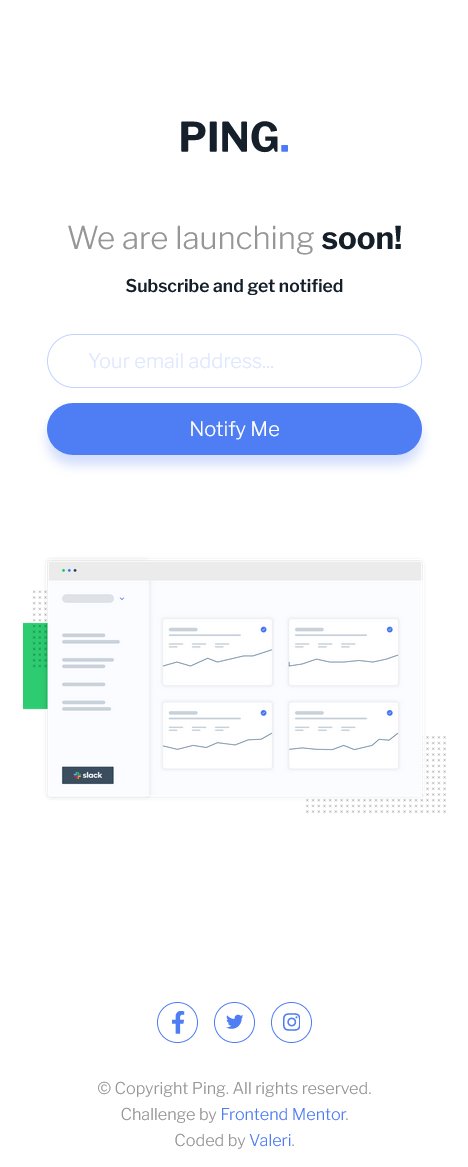 PING.
We are launching soon!
Subscribe and get notified
Your email address...
Notify Me
slack
© Copyright Ping. All rights reserved.
Challenge by Frontend Mentor.
Coded by Valeri.